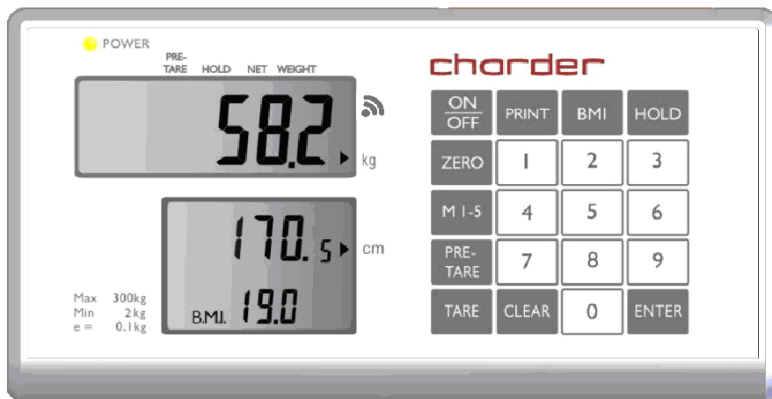 POWER
PRE-
TARE HOLD NET WEIGHT
58.2 kg
170.5 cm
B.M.I. 19.0
Max 300kg
Min 2kg
e = 0.1kg
charder
ON
OFF
PRINT BMI HOLD
ZERO 1 2 3
M 1-5 4 5 6
PRE-
TARE
7 8 9
TARE CLEAR 0 ENTER